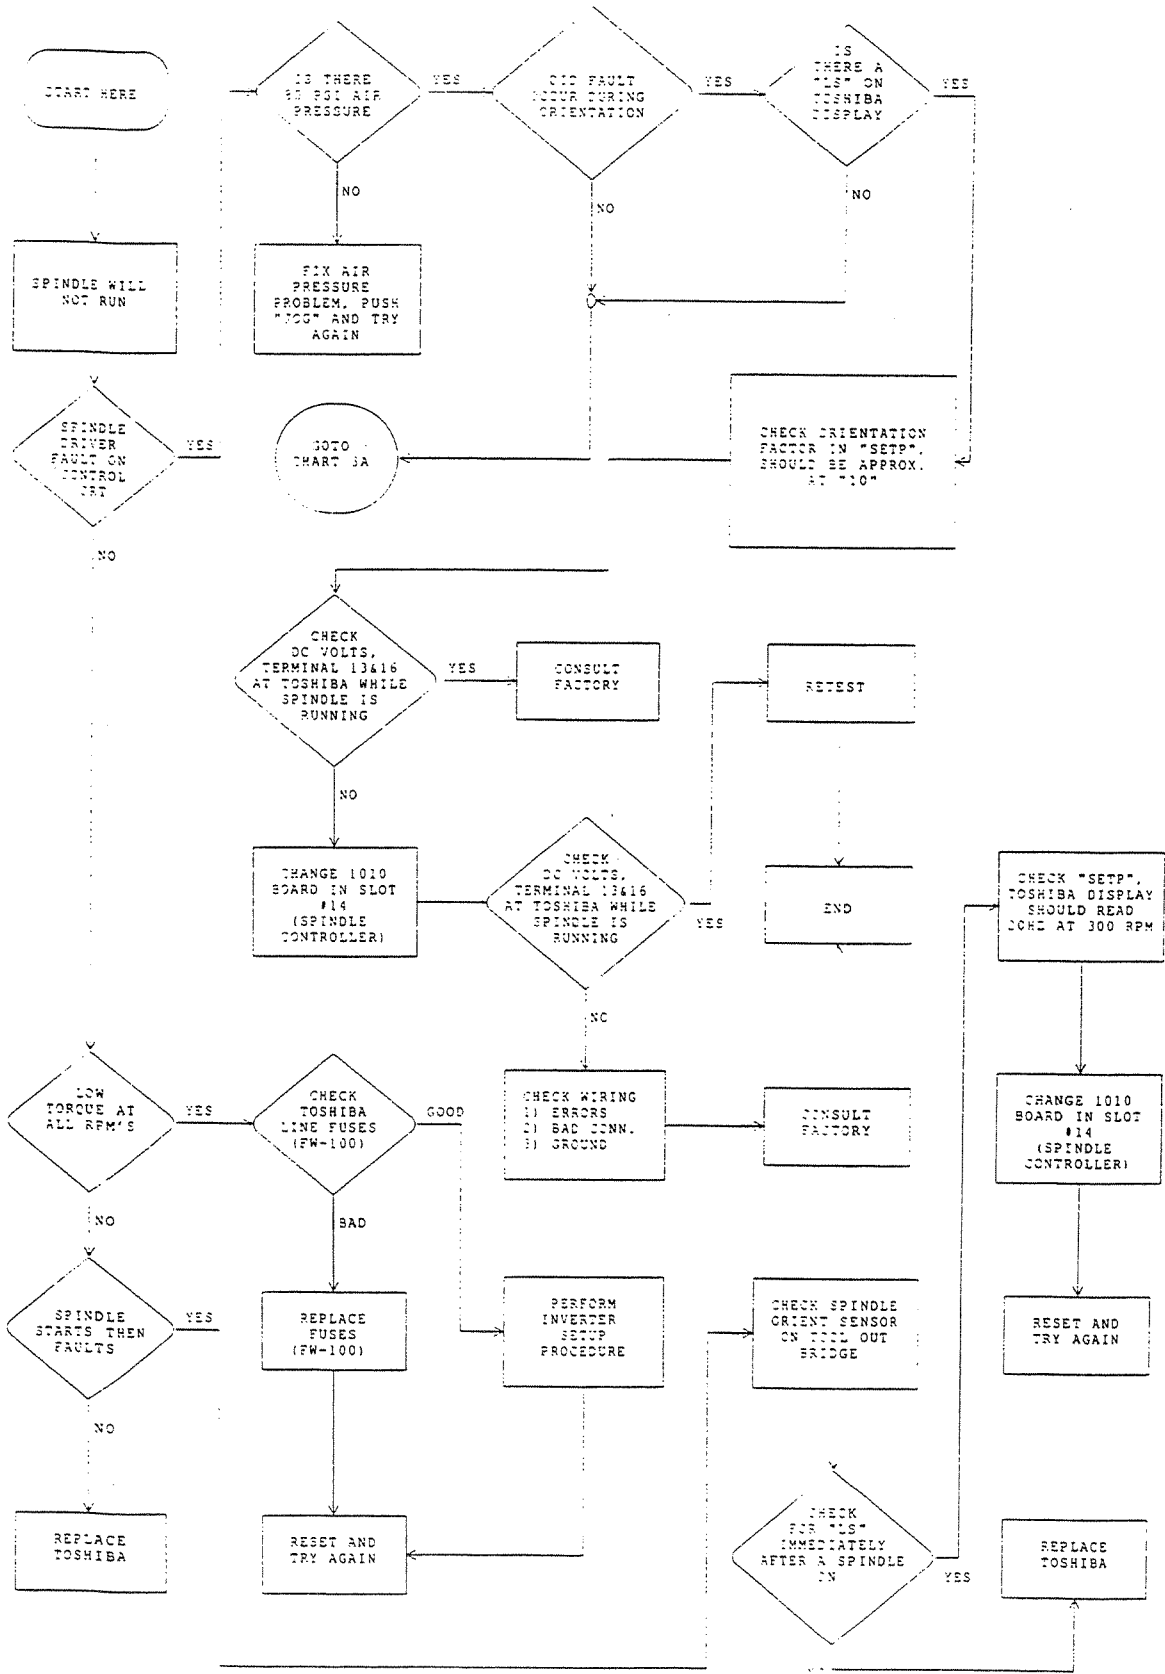 START HERE
SPINDLE WILL
NOT RUN
SPINDLE
DRIVER
FAULT ON
CONTROL
CRT
YES
NO
IS THERE
PSI AIR
PRESSURE
YES
NO
FIX AIR
PRESSURE
PROBLEM, PUSH
"JOG" AND TRY
AGAIN
DID FAULT
OCCUR DURING
ORIENTATION
YES
NO
IS
THERE A
"LS" ON
TOSHIBA
DISPLAY
YES
NO
GOTO
CHART
CHECK ORIENTATION
FACTOR IN "SETP",
SHOULD BE APPROX.
AT
CHECK
DC VOLTS,
TERMINAL 13&16
AT TOSHIBA WHILE
SPINDLE IS
RUNNING
YES
NO
CONSULT
FACTORY
RETEST
CHANGE 1010
BOARD IN SLOT
#14
(SPINDLE
CONTROLLER)
CHECK
DC VOLTS,
TERMINAL 13&16
AT TOSHIBA WHILE
SPINDLE IS
RUNNING
YES
NO
END
CHECK "SETP",
TOSHIBA DISPLAY
SHOULD READ
AT 300 RPM
LOW
TORQUE AT
ALL RPM'S
YES
NO
CHECK
TOSHIBA
LINE FUSES
(FW-100)
GOOD
BAD
CHECK WIRING
1) ERRORS
2) BAD CONN.
3) GROUND
CONSULT
FACTORY
CHANGE 1010
BOARD IN SLOT
#14
(SPINDLE
CONTROLLER)
SPINDLE
STARTS THEN
FAULTS
YES
NO
REPLACE
FUSES
(FW-100)
PERFORM
INVERTER
SETUP
PROCEDURE
CHECK SPINDLE
ORIENT SENSOR
ON TOOL OUT
BRIDGE
RESET AND
TRY AGAIN
REPLACE
TOSHIBA
RESET AND
TRY AGAIN
CHECK
FOR "LS"
IMMEDIATELY
AFTER A SPINDLE
ON
YES
REPLACE
TOSHIBA